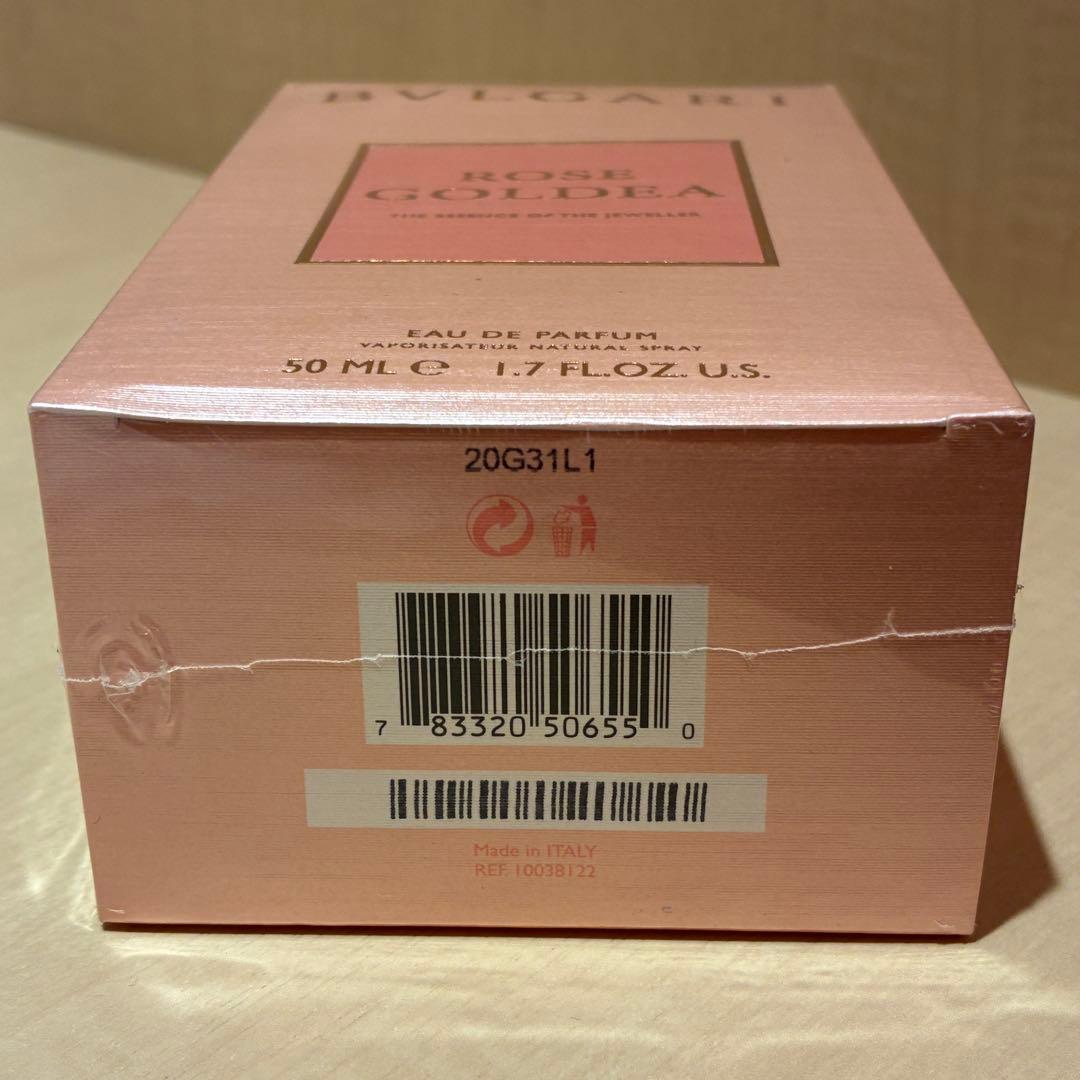 BVLGARI
ROSE
GOLDEA
THE ESSENCE OF THE JEWELLER
EAU DE PARFUM
VAPORISATEUR NATURAL SPRAY
50 ML e 1.7 FL.OZ. U.S.
20G31L1
7 83320 50655 0
Made in ITALY
REF. 10038122